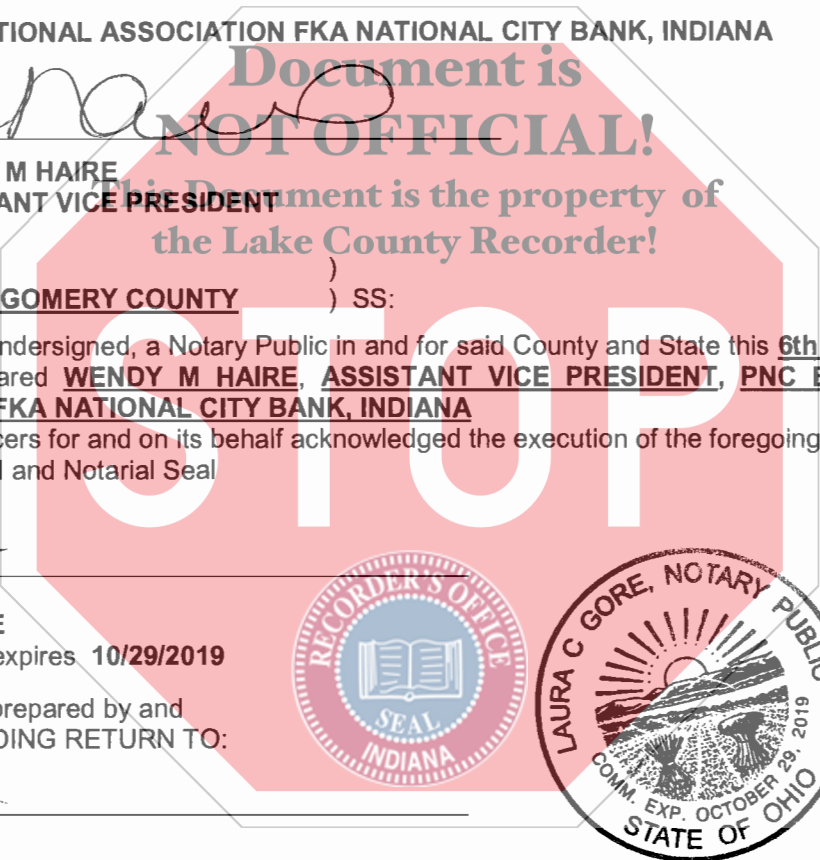 TIONAL ASSOCIATION FKA NATIONAL CITY BANK, INDIANA
Document is
NOT OFFICIAL!
M HAIRE
This Document is the property of
ANT VICE PRESIDENT
the Lake County Recorder!
)
GOMERY COUNTY ) SS:
STOP
ndersigned, a Notary Public in and for said County and State this 6th
ared WENDY M HAIRE, ASSISTANT VICE PRESIDENT, PNC B
FKA NATIONAL CITY BANK, INDIANA
cers for and on its behalf acknowledged the execution of the foregoing
and Notarial Seal
E
expires 10/29/2019
prepared by and
DING RETURN TO:
RECORDER'S OFFICE
SEAL
INDIANA
LAURA C GORE, NOTARY PUBLIC
COMM. EXP. OCTOBER 29, 2019
STATE OF OHIO